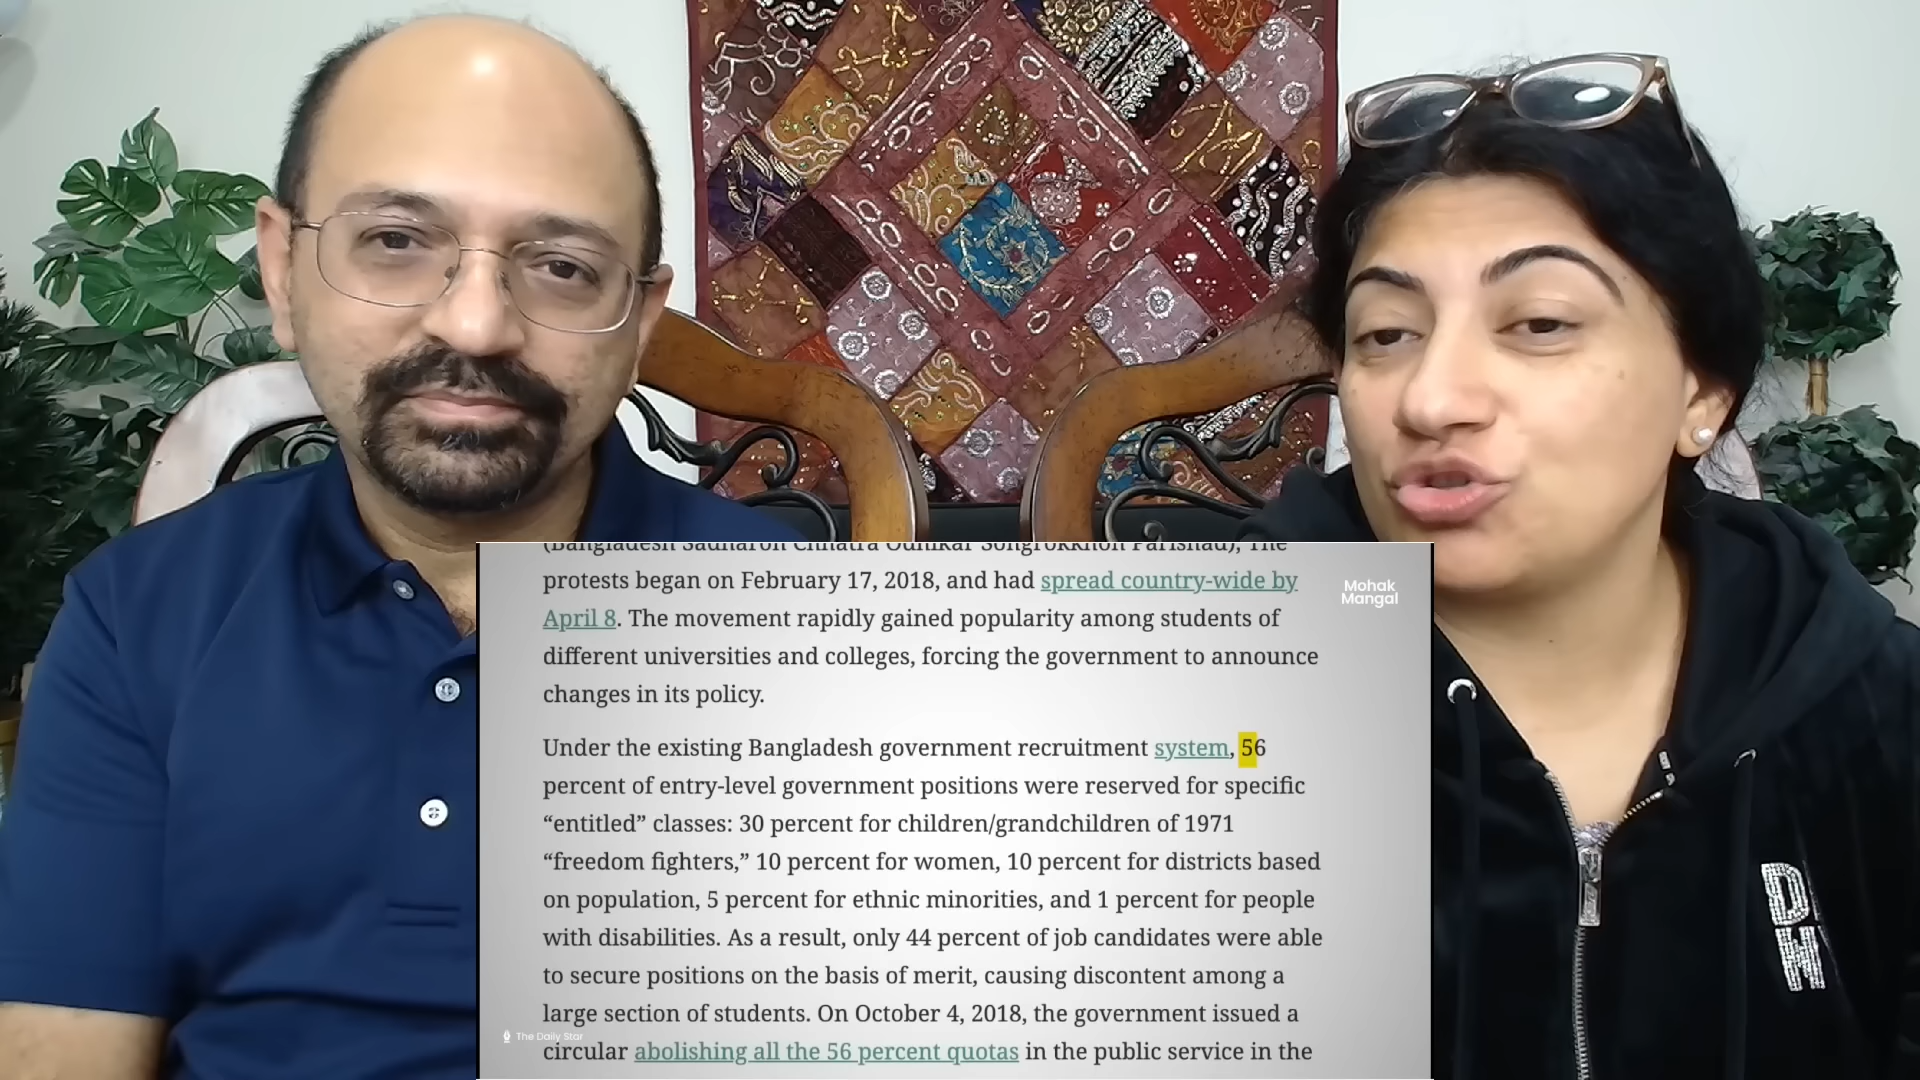 (Bangladesh Sadharon Chhatra Odhikar Songrokkhon Parishad), The
protests began on February 17, 2018, and had spread country-wide by
April 8. The movement rapidly gained popularity among students of
different universities and colleges, forcing the government to announce
changes in its policy.
Under the existing Bangladesh government recruitment system, 56
percent of entry-level government positions were reserved for specific
“entitled” classes: 30 percent for children/grandchildren of 1971
“freedom fighters,” 10 percent for women, 10 percent for districts based
on population, 5 percent for ethnic minorities, and 1 percent for people
with disabilities. As a result, only 44 percent of job candidates were able
to secure positions on the basis of merit, causing discontent among a
large section of students. On October 4, 2018, the government issued a
circular abolishing all the 56 percent quotas in the public service in the
Mohak
Mangal
The Daily Star